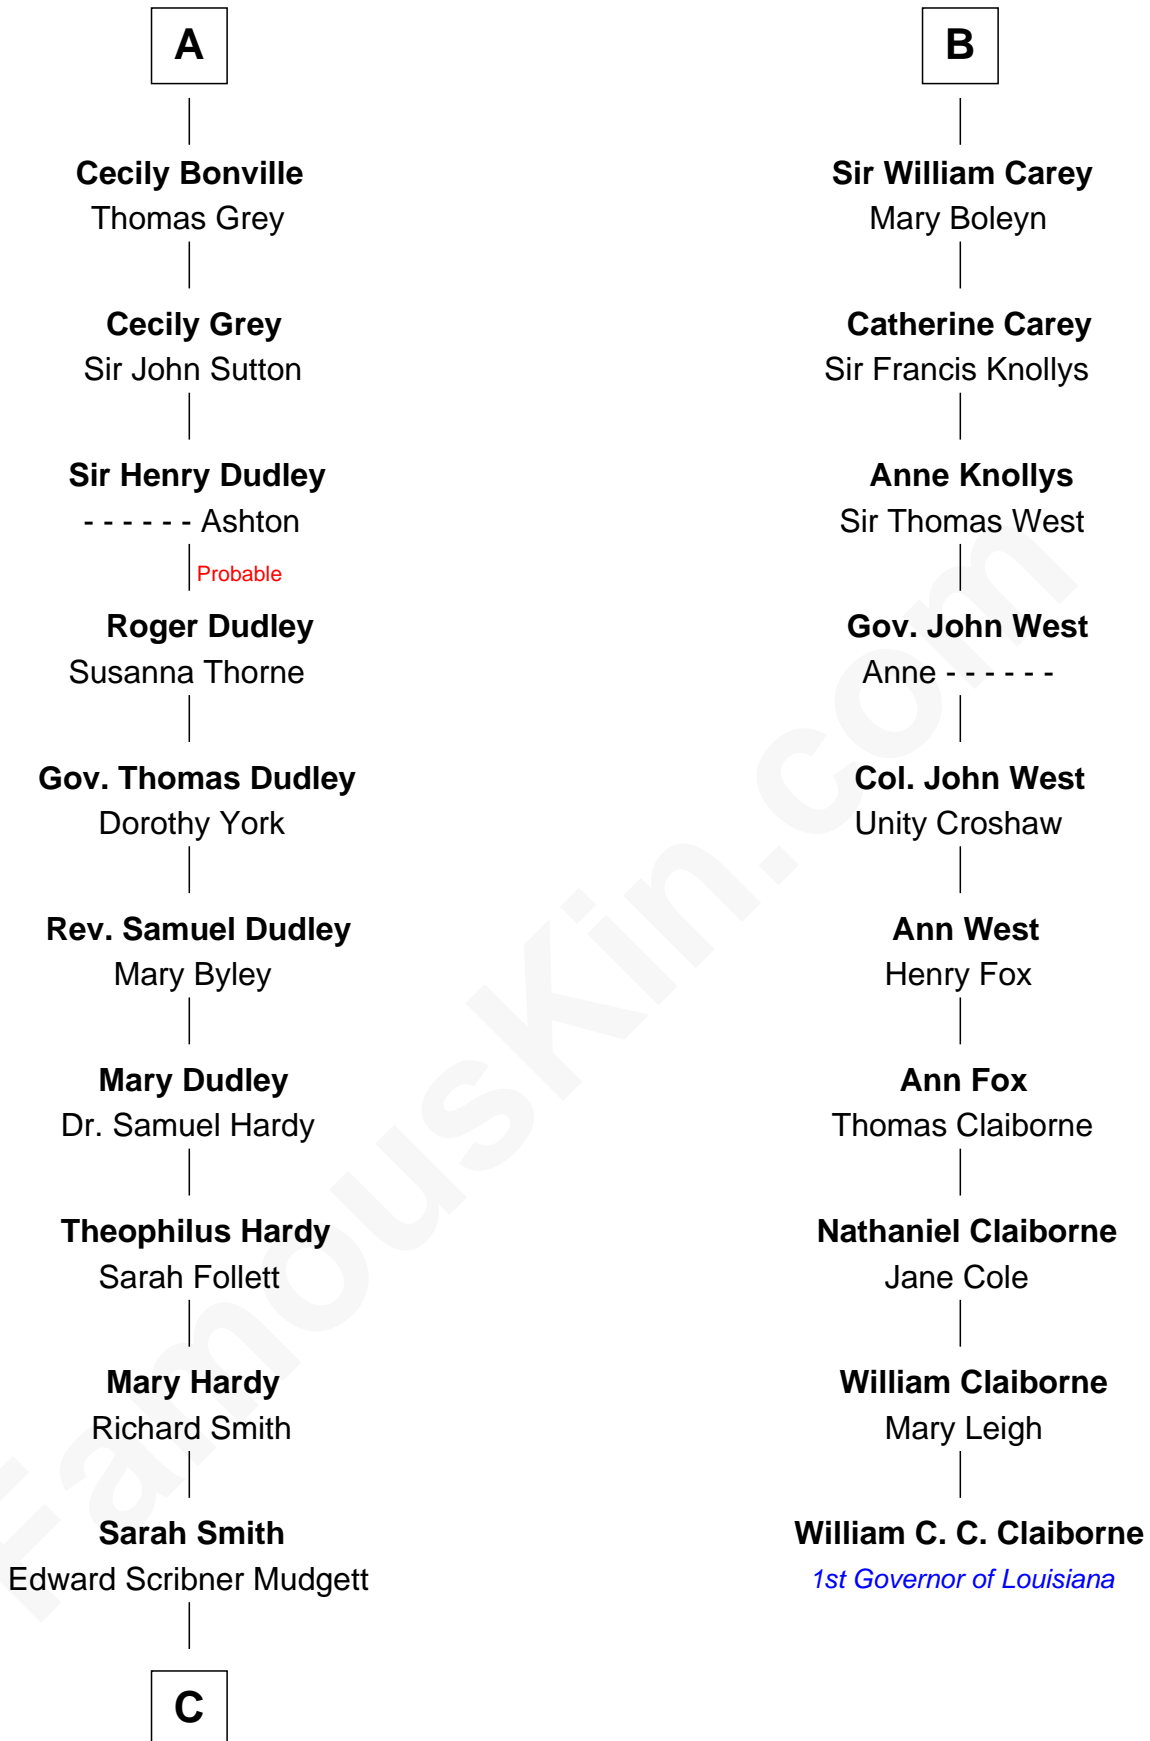 A
Cecily Bonville
Thomas Grey
Cecily Grey
Sir John Sutton
Sir Henry Dudley
- - - - - - Ashton
Probable
Roger Dudley
Susanna Thorne
Gov. Thomas Dudley
Dorothy York
Rev. Samuel Dudley
Mary Byley
Mary Dudley
Dr. Samuel Hardy
Theophilus Hardy
Sarah Follett
Mary Hardy
Richard Smith
Sarah Smith
Edward Scribner Mudgett
C
B
Sir William Carey
Mary Boleyn
Catherine Carey
Sir Francis Knollys
Anne Knollys
Sir Thomas West
Gov. John West
Anne - - - - - -
Col. John West
Unity Croshaw
Ann West
Henry Fox
Ann Fox
Thomas Claiborne
Nathaniel Claiborne
Jane Cole
William Claiborne
Mary Leigh
William C. C. Claiborne
1st Governor of Louisiana
FamousKin.com